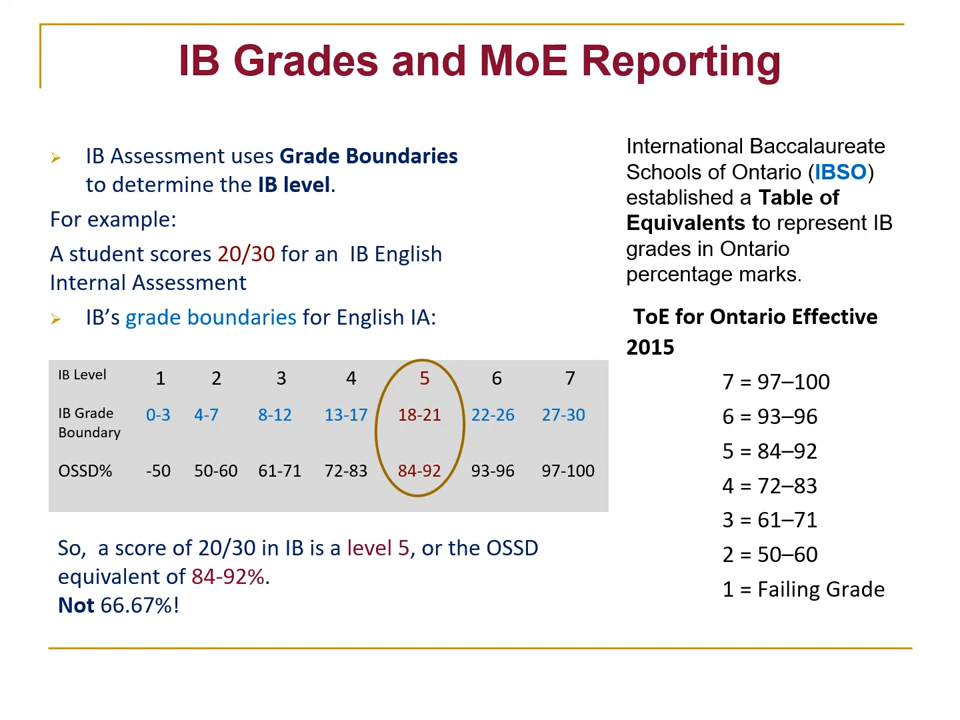 IB Grades and MoE Reporting
IB Assessment uses Grade Boundaries
to determine the IB level.
For example:
A student scores 20/30 for an IB English
Internal Assessment
IB's grade boundaries for English IA:
IB Level 1 2 3 4 5 6 7
IB Grade
Boundary 0-3 4-7 8-12 13-17 18-21 22-26 27-30
OSSD% -50 50-60 61-71 72-83 84-92 93-96 97-100
So, a score of 20/30 in IB is a level 5, or the OSSD
equivalent of 84-92%.
Not 66.67%!
International Baccalaureate
Schools of Ontario (IBSO)
established a Table of
Equivalents to represent IB
grades in Ontario
percentage marks.
ToE for Ontario Effective
2015
7 = 97–100
6 = 93–96
5 = 84–92
4 = 72–83
3 = 61–71
2 = 50–60
1 = Failing Grade